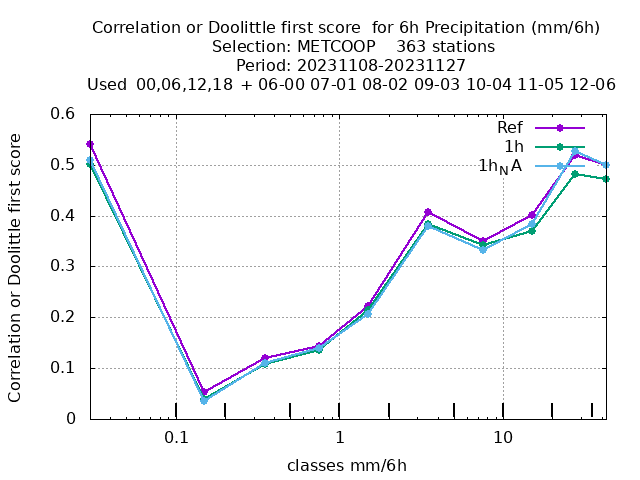 Correlation or Doolittle first score  for 6h Precipitation (mm/6h)
Selection: METCOOP    363 stations
Period: 20231108-20231127
Used  00,06,12,18  + 06-00 07-01 08-02 09-03 10-04 11-05 12-06
Ref
1h
1h_NA
Correlation or Doolittle first score
0.6
0.5
0.4
0.3
0.2
0.1
0
0.1 1 10
classes mm/6h